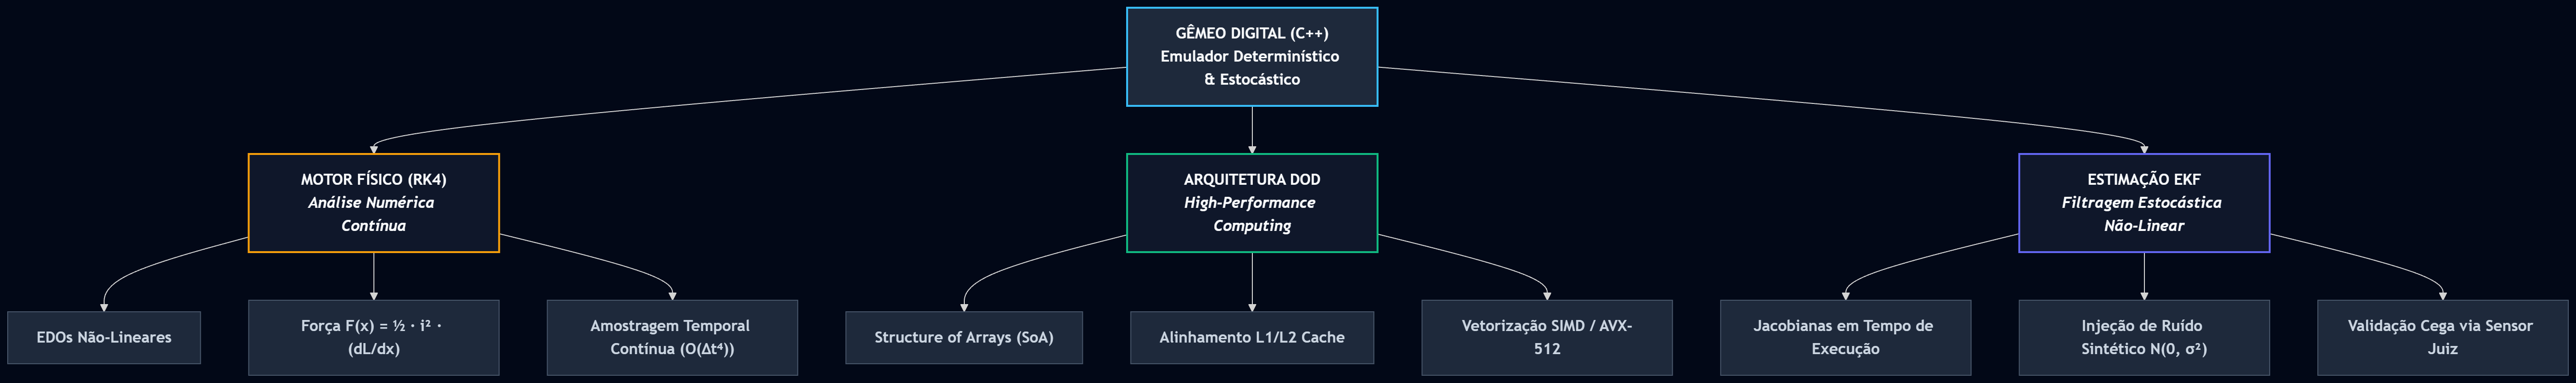 GÊMEO DIGITAL (C++)
Emulador Determinístico
& Estocástico
MOTOR FÍSICO (RK4)
Análise Numérica
Contínua
ARQUITETURA DOD
High-Performance
Computing
ESTIMAÇÃO EKF
Filtragem Estocástica
Não-Linear
EDOs Não-Lineares
Força F(x) = ½ · i² ·
(dL/dx)
Amostragem Temporal
Contínua (O(Δt⁴))
Structure of Arrays (SoA)
Alinhamento L1/L2 Cache
Vetorização SIMD / AVX-
512
Jacobianas em Tempo de
Execução
Injeção de Ruído
Sintético N(0, σ²)
Validação Cega via Sensor
Juiz